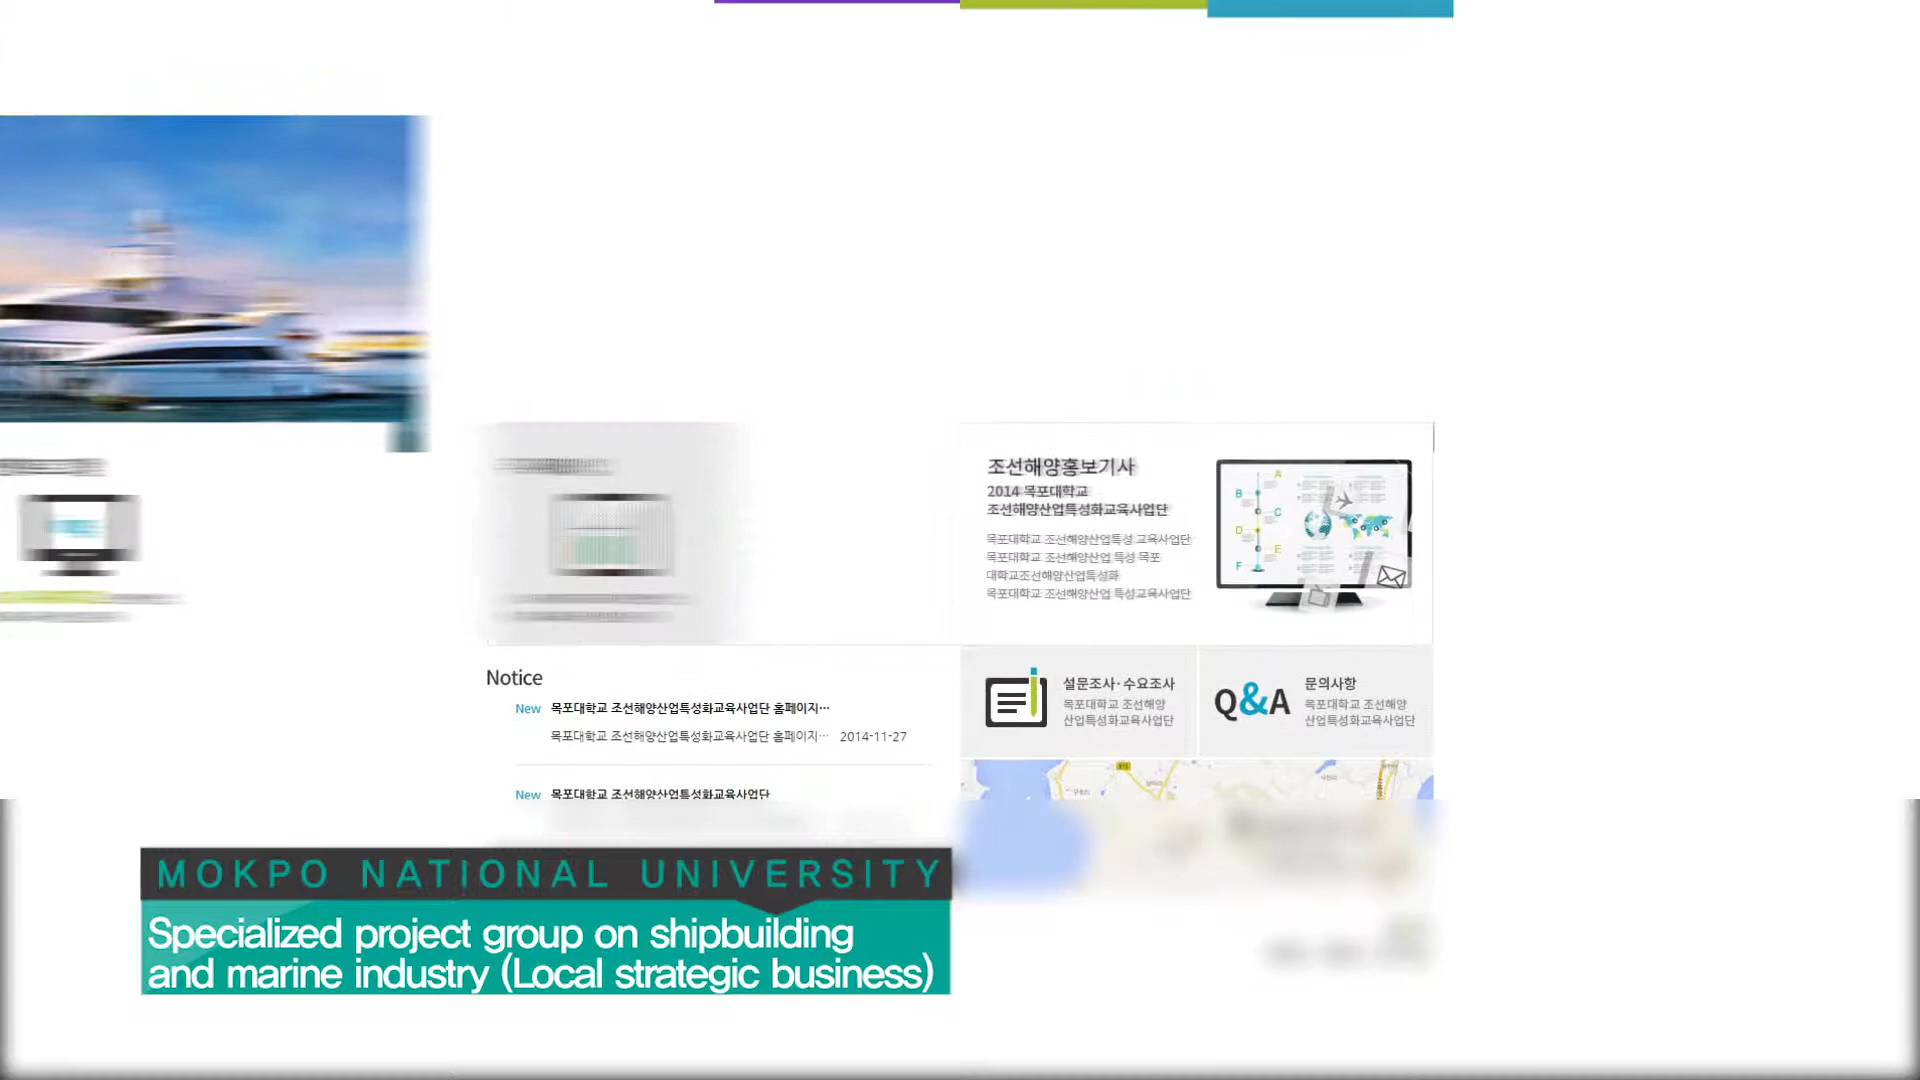 조선해양홍보기사
2014 목포대학교
조선해양산업특성화교육사업단
목포대학교 조선해양산업특성 교육사업단
목포대학교 조선해양산업 특성 목포
대학교조선해양산업특성화
목포대학교 조선해양산업 특성교육사업단
A
B
C
D
E
F
Notice
New 목포대학교 조선해양산업특성화교육사업단 홈페이지…
목포대학교 조선해양산업특성화교육사업단 홈페이지… 2014-11-27
New 목포대학교 조선해양산업특성화교육사업단
설문조사·수요조사
목포대학교 조선해양
산업특성화교육사업단
Q&A
문의사항
목포대학교 조선해양
산업특성화교육사업단
MOKPO NATIONAL UNIVERSITY
Specialized project group on shipbuilding
and marine industry (Local strategic business)